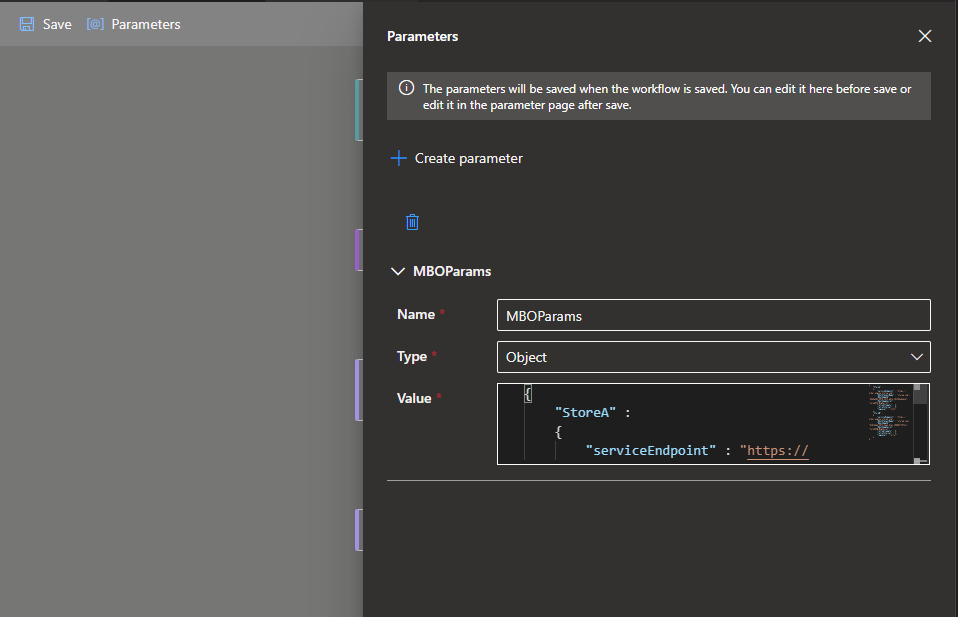 Save Parameters
Parameters
The parameters will be saved when the workflow is saved. You can edit it here before save or
edit it in the parameter page after save.
Create parameter
MBOParams
Name *
MBOParams
Type *
Object
Value *
{
"StoreA" :
{
"serviceEndpoint" : "https://